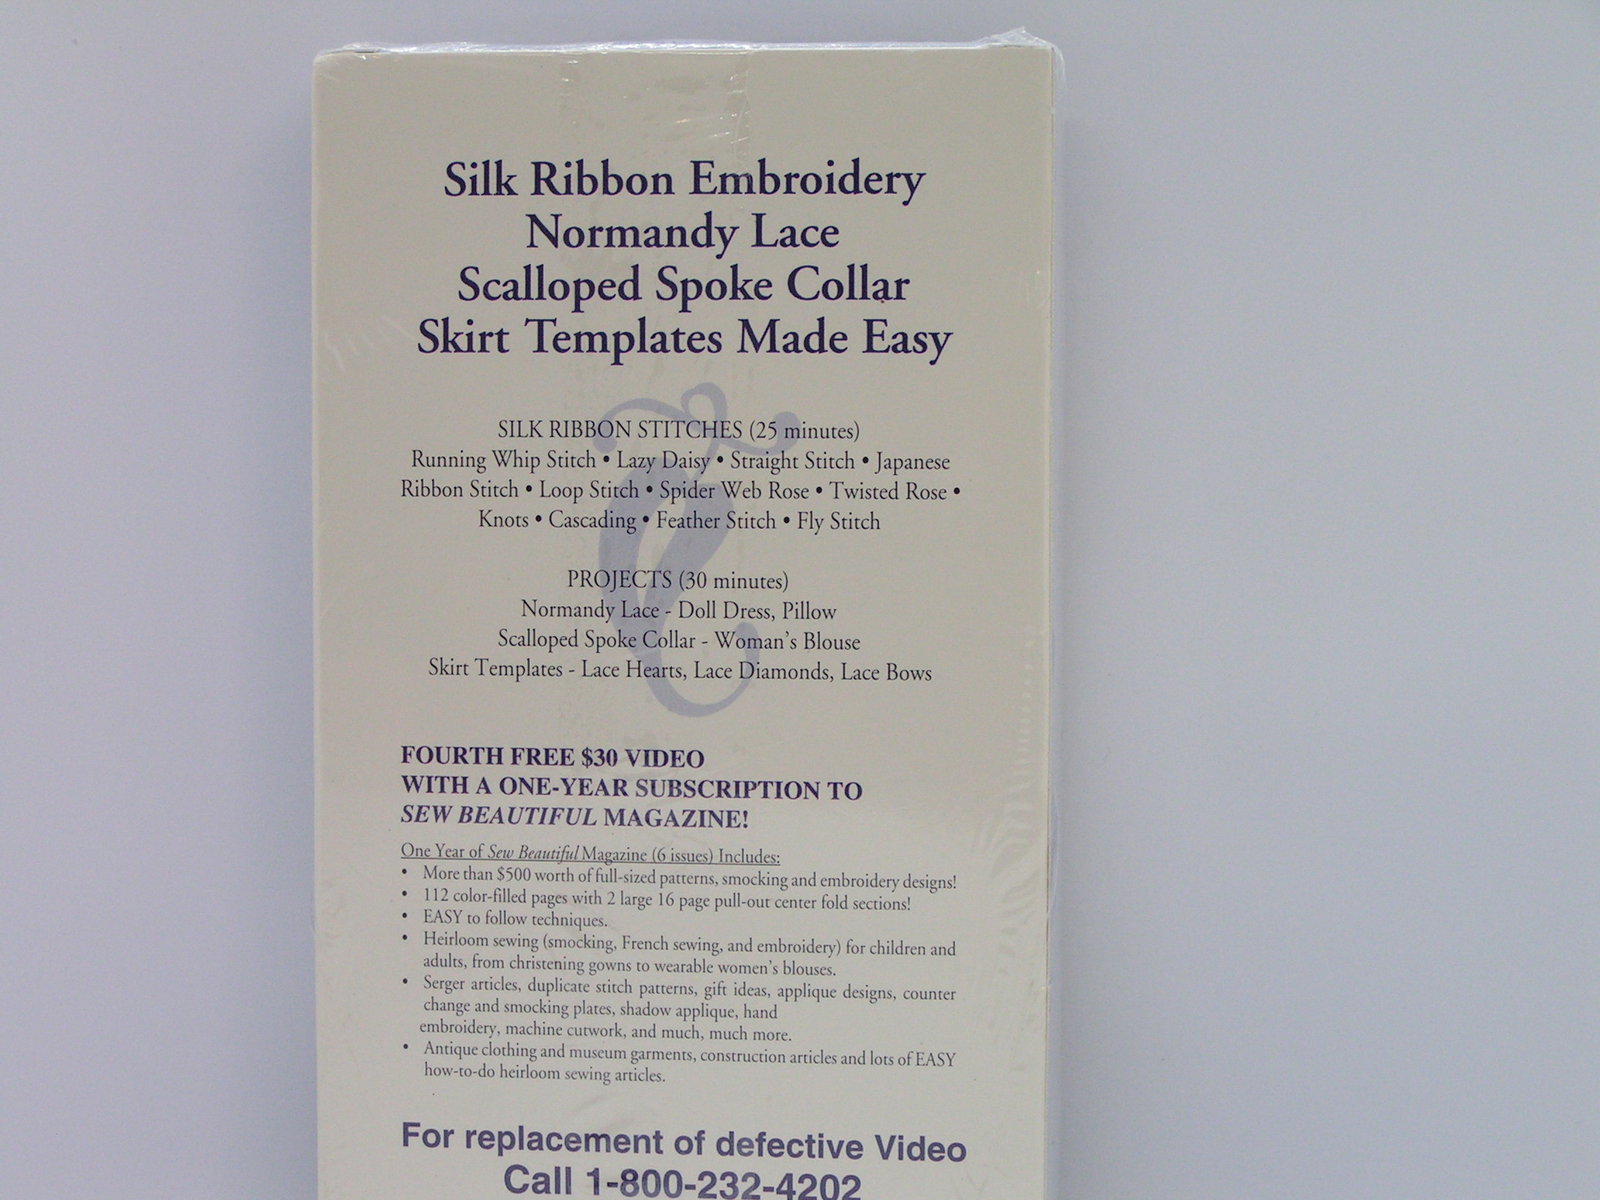 Silk Ribbon Embroidery
Normandy Lace
Scalloped Spoke Collar
Skirt Templates Made Easy
SILK RIBBON STITCHES (25 minutes)
Running Whip Stitch • Lazy Daisy • Straight Stitch • Japanese
Ribbon Stitch • Loop Stitch • Spider Web Rose • Twisted Rose •
Knots • Cascading • Feather Stitch • Fly Stitch
PROJECTS (30 minutes)
Normandy Lace - Doll Dress, Pillow
Scalloped Spoke Collar - Woman's Blouse
Skirt Templates - Lace Hearts, Lace Diamonds, Lace Bows
FOURTH FREE $30 VIDEO
WITH A ONE-YEAR SUBSCRIPTION TO
SEW BEAUTIFUL MAGAZINE!
One Year of Sew Beautiful Magazine (6 issues) Includes:
• More than $500 worth of full-sized patterns, smocking and embroidery designs!
• 112 color-filled pages with 2 large 16 page pull-out center fold sections!
• EASY to follow techniques.
• Heirloom sewing (smocking, French sewing, and embroidery) for children and
adults, from christening gowns to wearable women's blouses.
• Serger articles, duplicate stitch patterns, gift ideas, applique designs, counter
change and smocking plates, shadow applique, hand
embroidery, machine cutwork, and much, much more.
• Antique clothing and museum garments, construction articles and lots of EASY
how-to-do heirloom sewing articles.
For replacement of defective Video
Call 1-800-232-4202